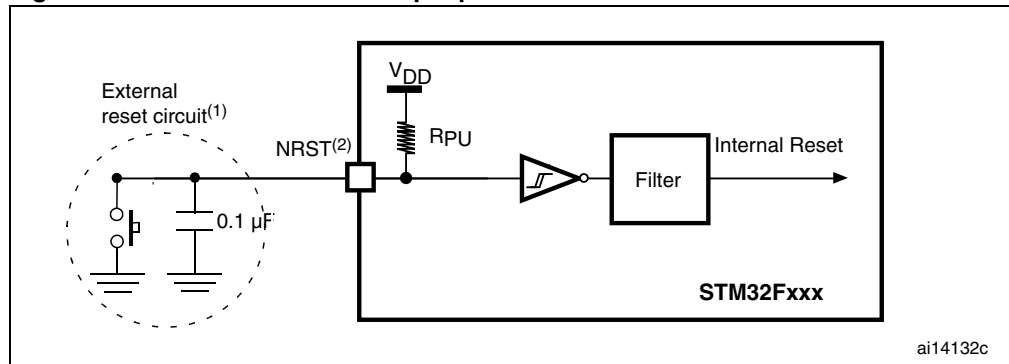 VDD
External
reset circuit(1)
NRST(2)
RPU
Internal Reset
Filter
0.1 µF
STM32Fxxx
ai14132c